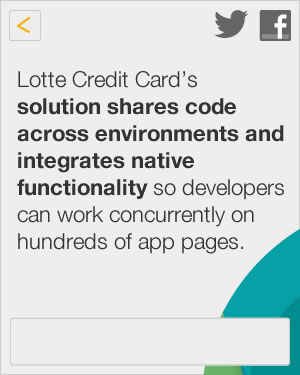 Lotte Credit Card’s
solution shares code
across environments and
integrates native
functionality so developers
can work concurrently on
hundreds of app pages.